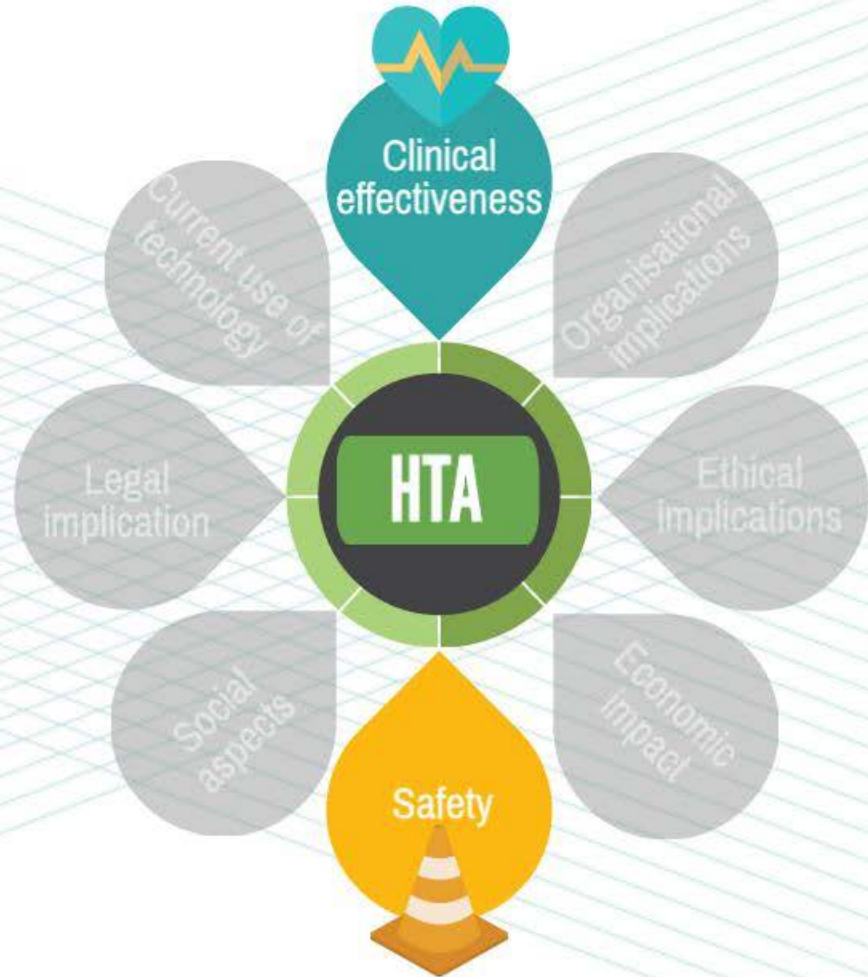 Clinical
effectiveness
Current use of
technology
Organisational
implications
Legal
implication
HTA
Ethical
implications
Social
aspects
Economic
impact
Safety